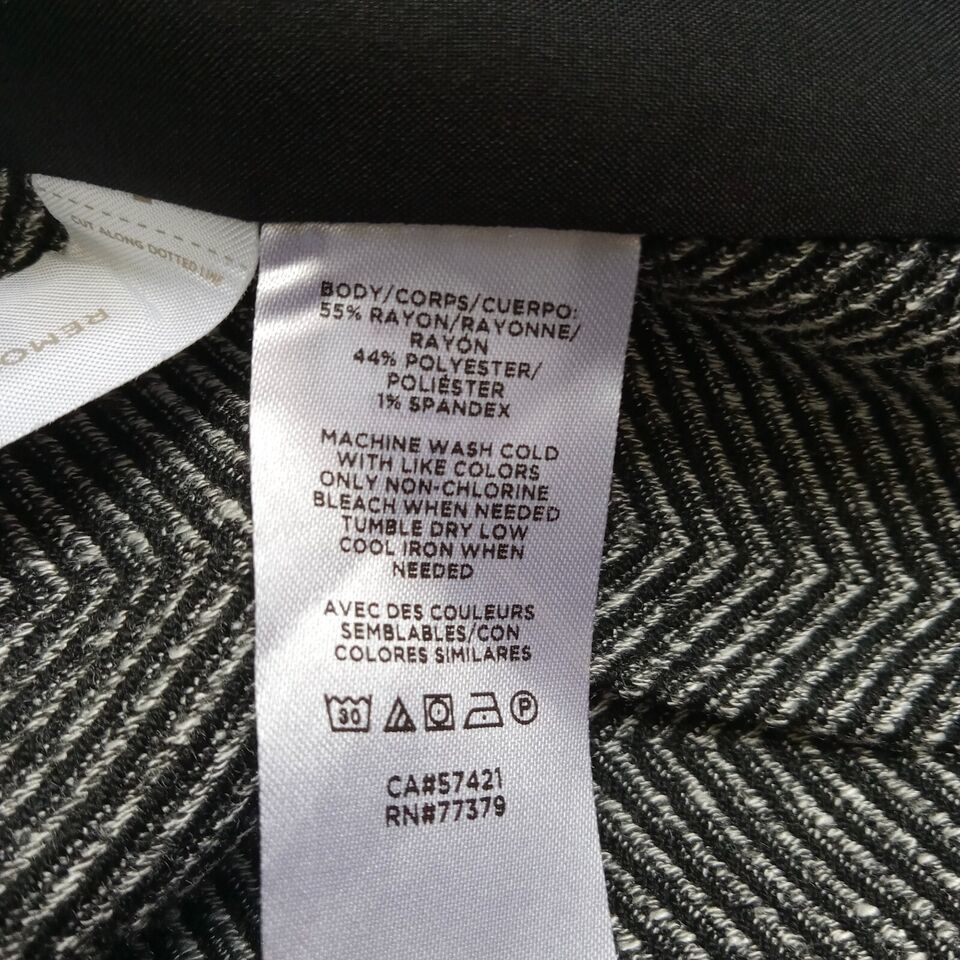 CUT ALONG DOTTED LINE
REMO
BODY/CORPS/CUERPO:
55% RAYON/RAYONNE/
RAYÓN
44% POLYESTER/
POLIÉSTER
1% SPANDEX
MACHINE WASH COLD
WITH LIKE COLORS
ONLY NON-CHLORINE
BLEACH WHEN NEEDED
TUMBLE DRY LOW
COOL IRON WHEN
NEEDED
AVEC DES COULEURS
SEMBLABLES/CON
COLORES SIMILARES
30 P
CA#57421
RN#77379